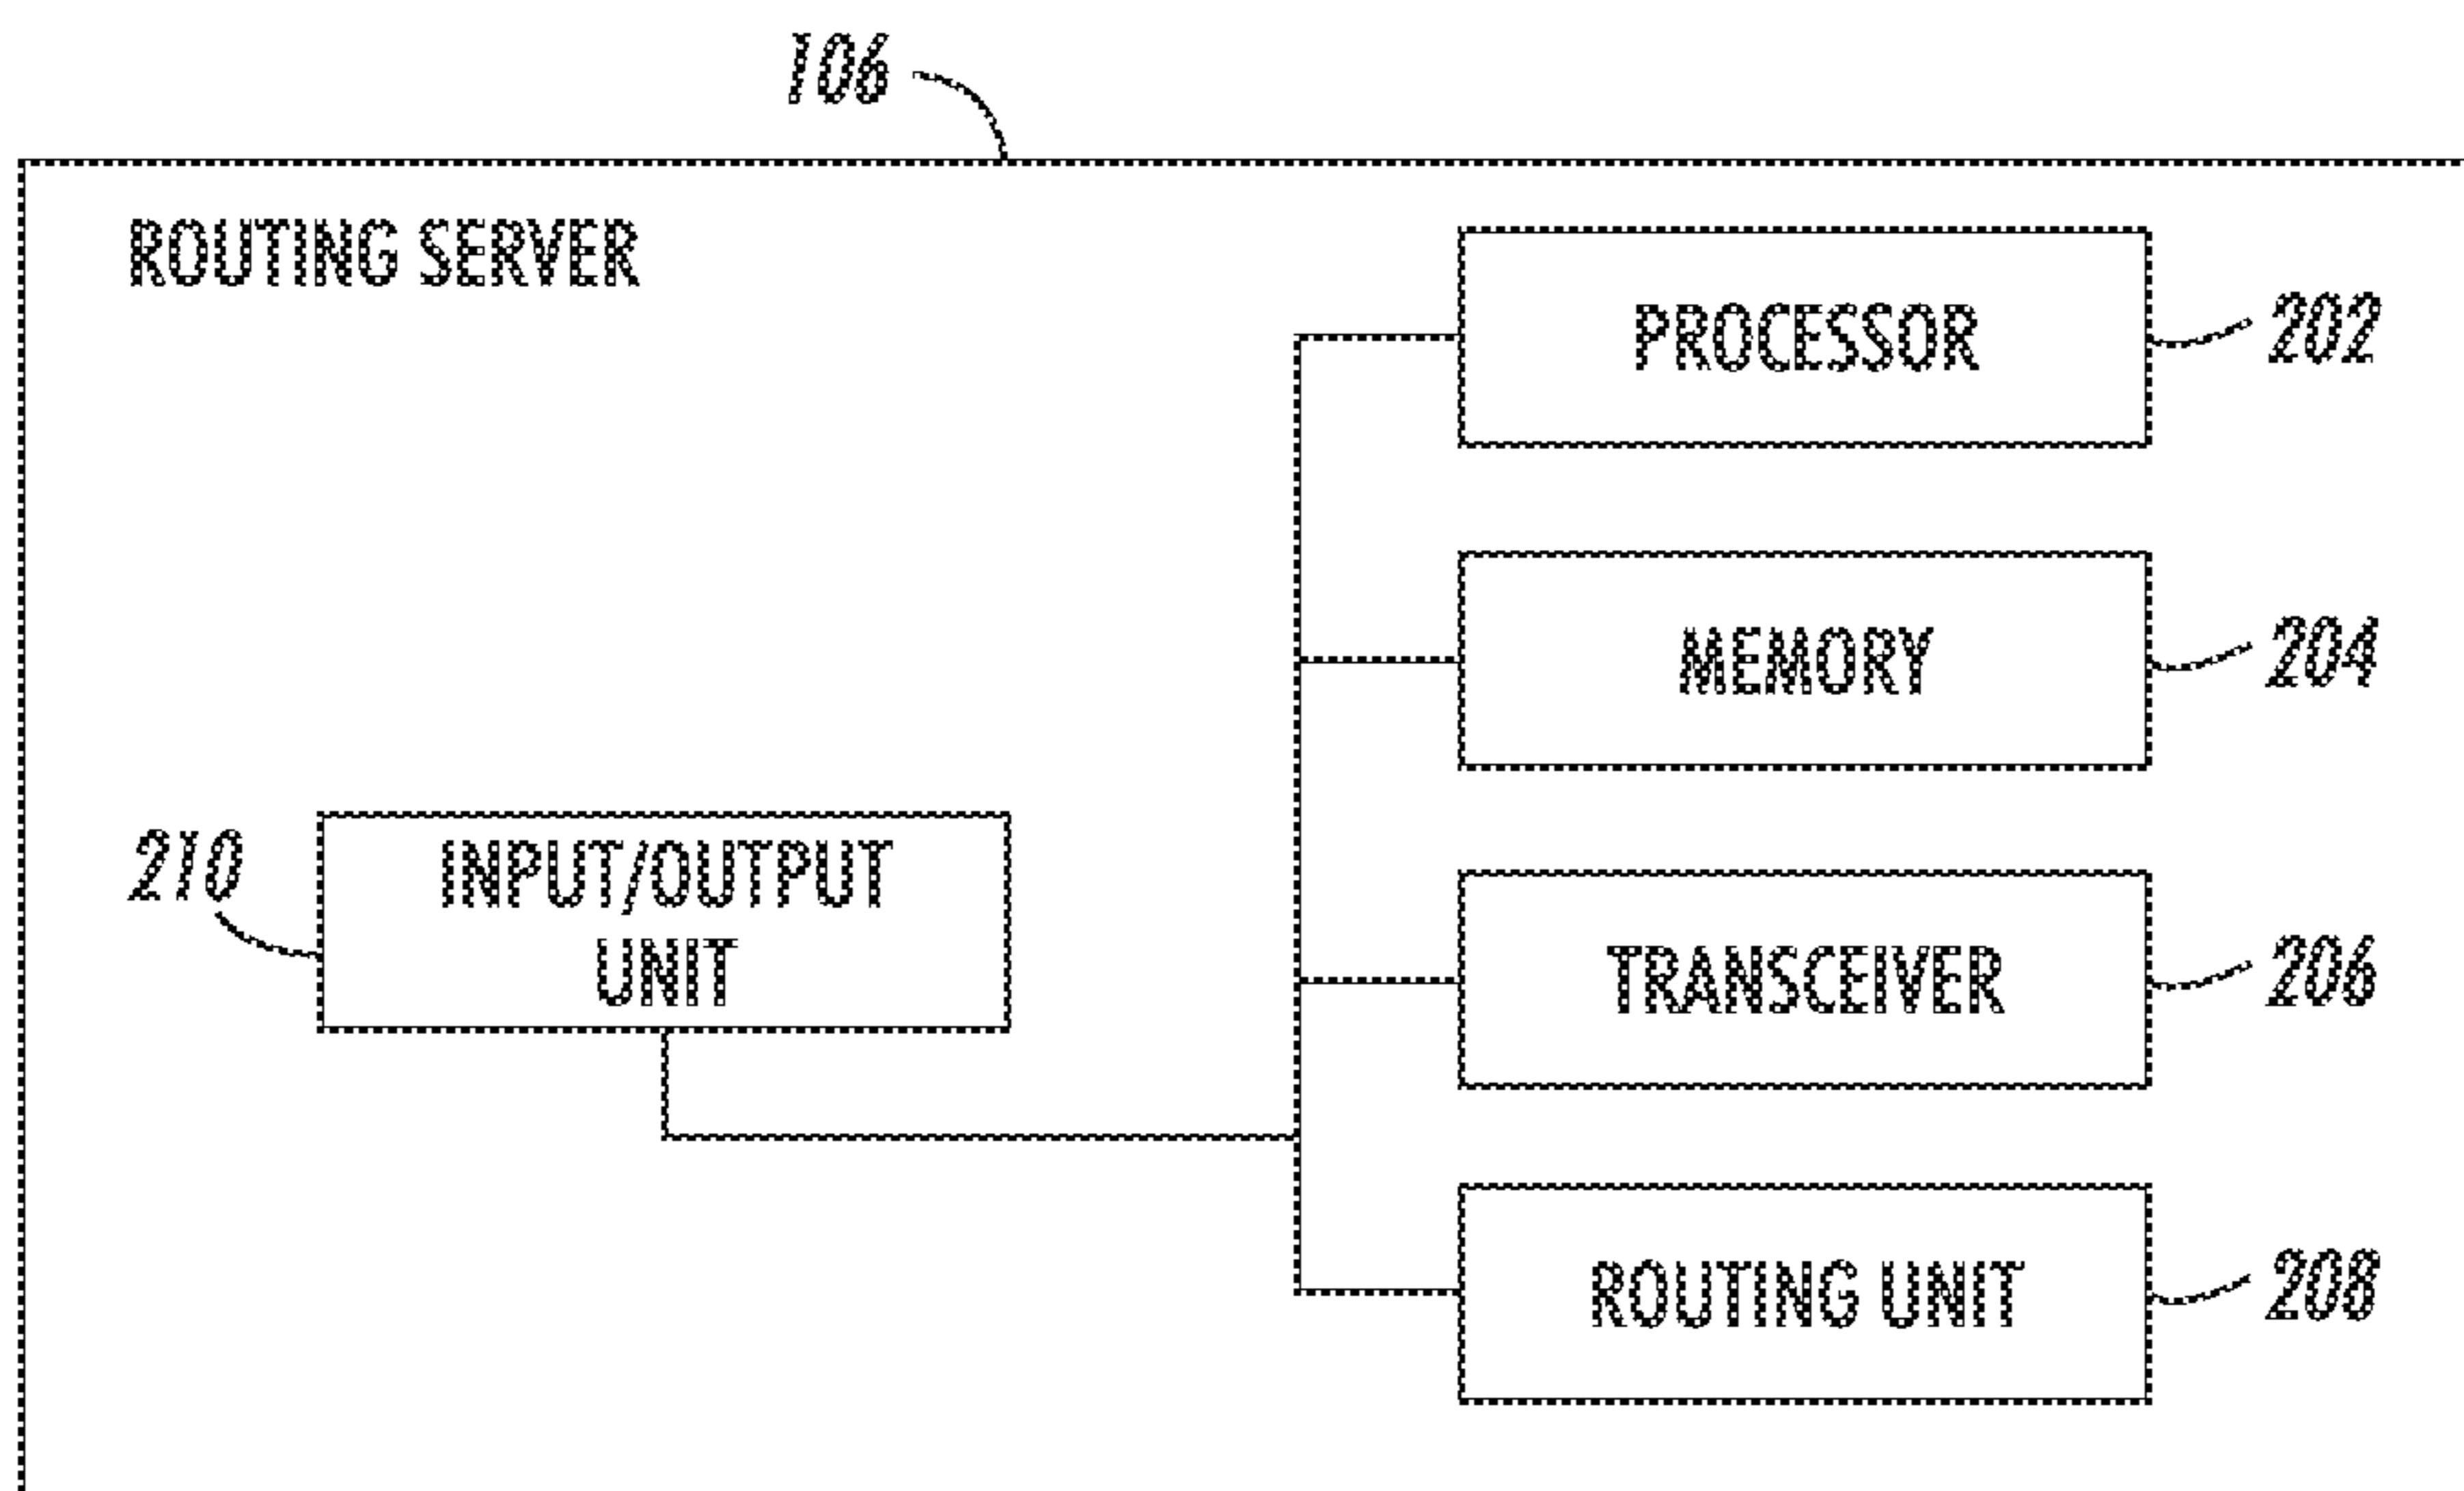 106
ROUTING SERVER
PROCESSOR
202
MEMORY
204
210
INPUT/OUTPUT
UNIT
TRANSCEIVER
206
ROUTING UNIT
208